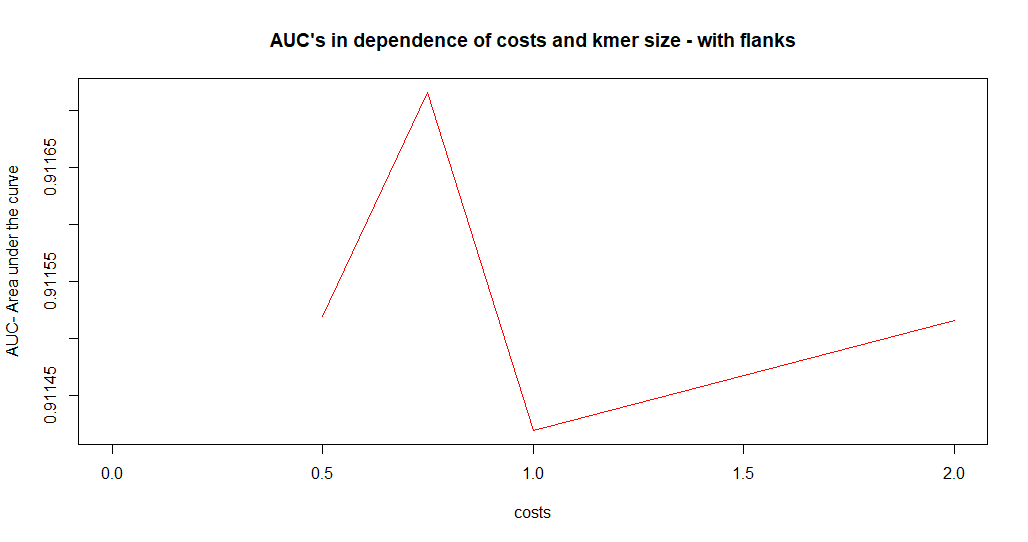 AUC's in dependence of costs and kmer size - with flanks
AUC- Area under the curve
0.91165
0.91155
0.91145
0.0 0.5 1.0 1.5 2.0
costs